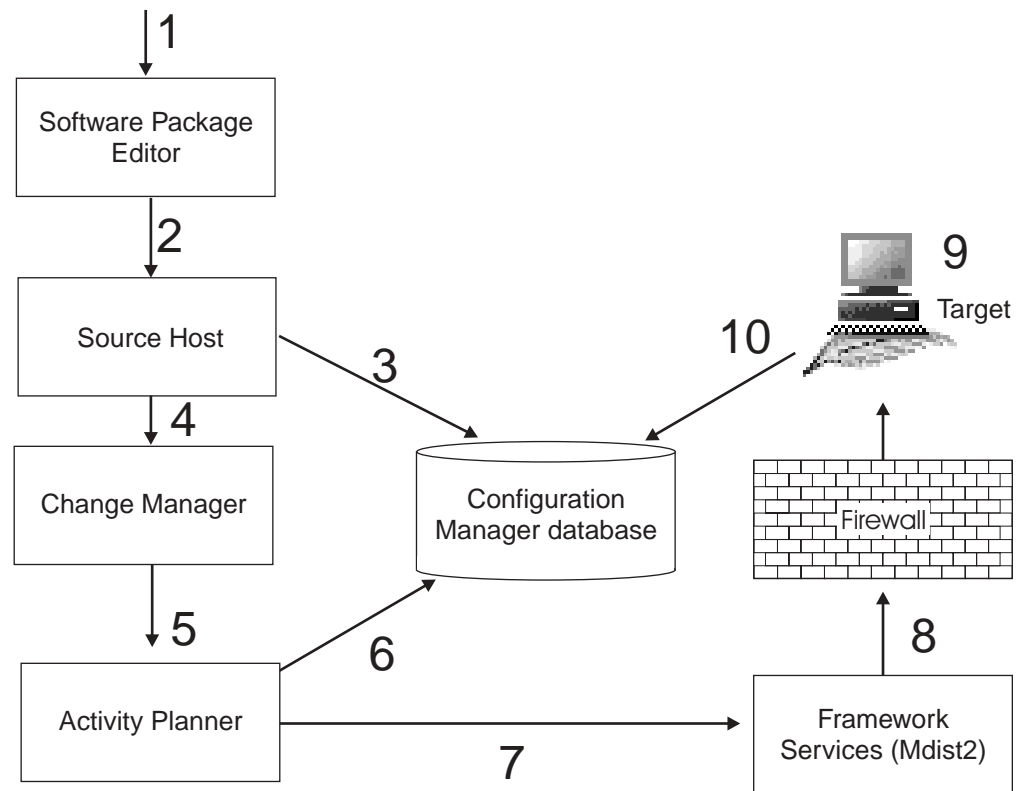 1
Software Package
Editor
2
9
Target
Source Host
10
3
4
Change Manager
Configuration
Manager database
Firewall
5
6
8
Activity Planner
7
Framework
Services (Mdist2)